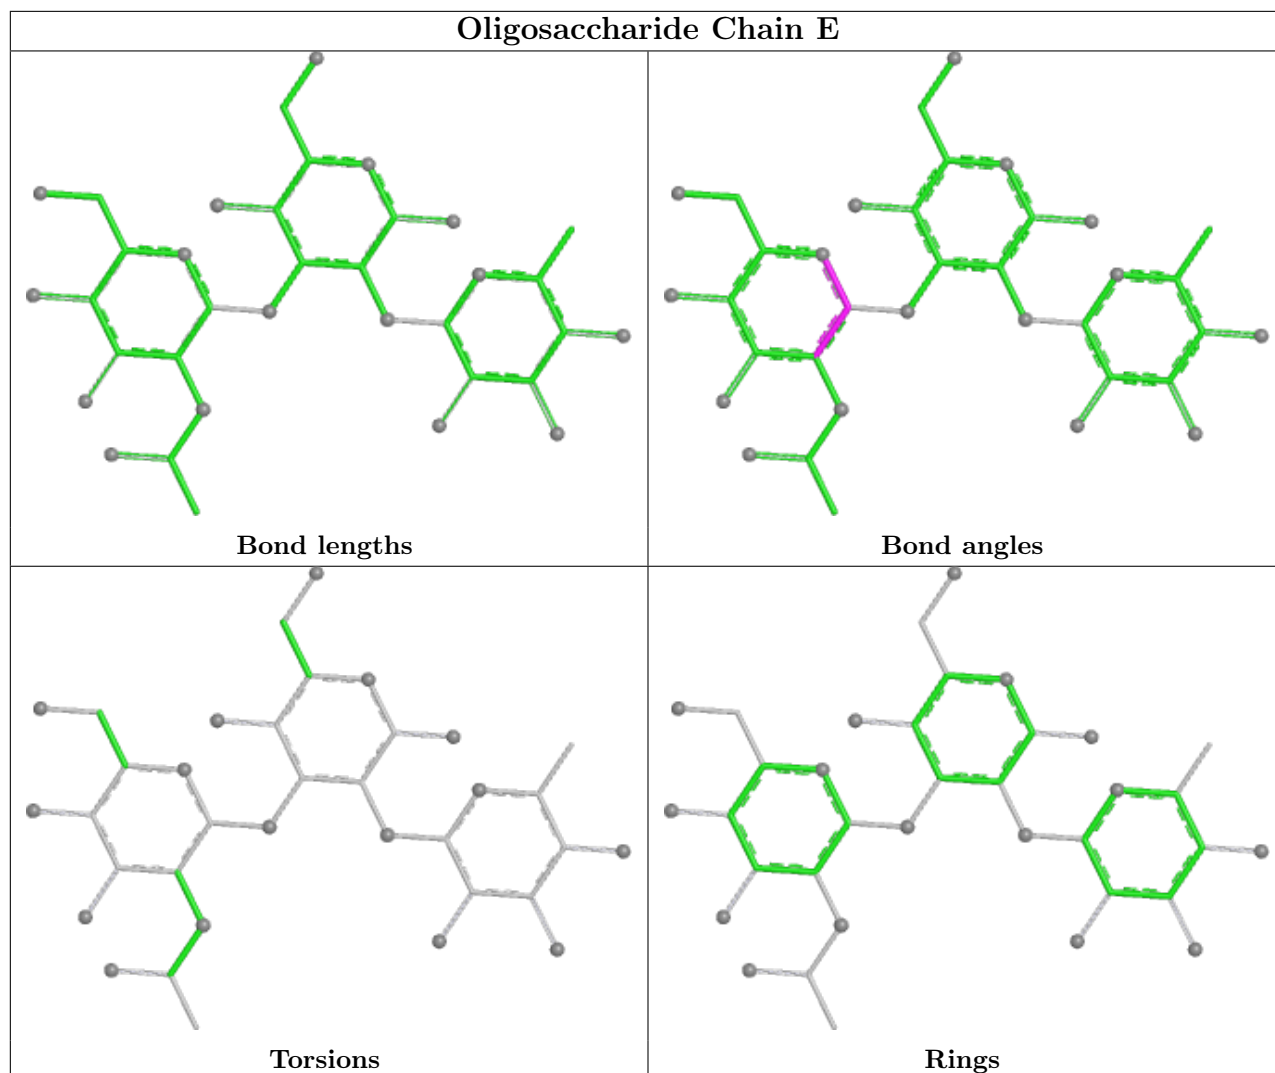 Oligosaccharide Chain E
Bond lengths
Bond angles
Torsions
Rings